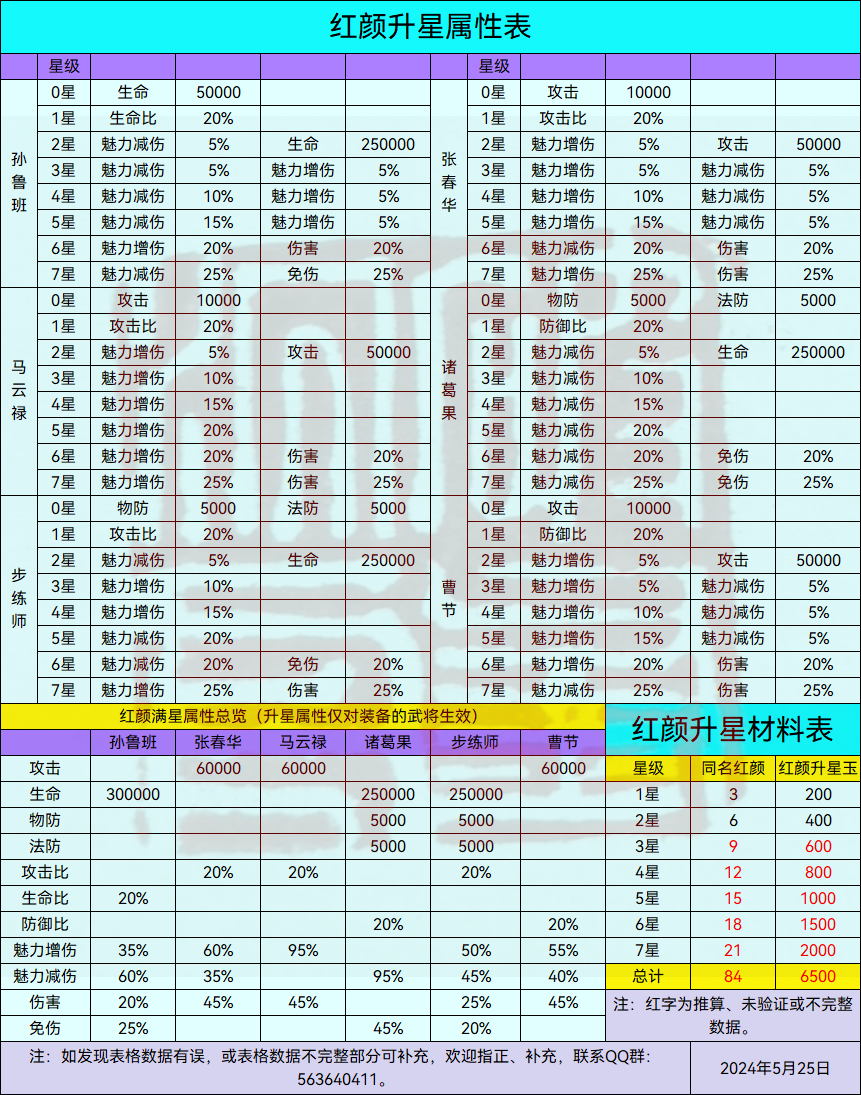 红颜升星属性表
星级 星级
孙鲁班 张春华
0星 生命 50000 0星 攻击 10000
1星 生命比 20% 1星 攻击比 20%
2星 魅力减伤 5% 生命 250000 2星 魅力增伤 5% 攻击 50000
3星 魅力减伤 5% 魅力增伤 5% 3星 魅力增伤 5% 魅力减伤 5%
4星 魅力减伤 10% 魅力增伤 5% 4星 魅力增伤 10% 魅力减伤 5%
5星 魅力减伤 15% 魅力增伤 5% 5星 魅力增伤 15% 魅力减伤 5%
6星 魅力增伤 20% 伤害 20% 6星 魅力减伤 20% 伤害 20%
7星 魅力减伤 25% 免伤 25% 7星 魅力增伤 25% 伤害 25%
马云禄 诸葛果
0星 攻击 10000 0星 物防 5000 法防 5000
1星 攻击比 20% 1星 防御比 20%
2星 魅力增伤 5% 攻击 50000 2星 魅力减伤 5% 生命 250000
3星 魅力增伤 10% 3星 魅力减伤 10%
4星 魅力增伤 15% 4星 魅力减伤 15%
5星 魅力增伤 20% 5星 魅力减伤 20%
6星 魅力增伤 20% 伤害 20% 6星 魅力减伤 20% 免伤 20%
7星 魅力增伤 25% 伤害 25% 7星 魅力减伤 25% 免伤 25%
步练师 曹节
0星 物防 5000 法防 5000 0星 攻击 10000
1星 攻击比 20% 1星 防御比 20%
2星 魅力减伤 5% 生命 250000 2星 魅力增伤 5% 攻击 50000
3星 魅力增伤 10% 3星 魅力增伤 5% 魅力减伤 5%
4星 魅力增伤 15% 4星 魅力增伤 10% 魅力减伤 5%
5星 魅力减伤 20% 5星 魅力增伤 15% 魅力减伤 5%
6星 魅力减伤 20% 免伤 20% 6星 魅力增伤 20% 伤害 20%
7星 魅力增伤 25% 伤害 25% 7星 魅力减伤 25% 伤害 25%
红颜满星属性总览（升星属性仅对装备的武将生效）
孙鲁班 张春华 马云禄 诸葛果 步练师 曹节
攻击 60000 60000 60000
生命 300000 250000 250000
物防 5000 5000
法防 5000 5000
攻击比 20% 20% 20%
生命比 20%
防御比 20% 20%
魅力增伤 35% 60% 95% 50% 55%
魅力减伤 60% 35% 95% 45% 40%
伤害 20% 45% 45% 25% 45%
免伤 25% 45% 20%
红颜升星材料表
星级 同名红颜 红颜升星玉
1星 3 200
2星 6 400
3星 9 600
4星 12 800
5星 15 1000
6星 18 1500
7星 21 2000
总计 84 6500
注：红字为推算、未验证或不完整
数据。
注：如发现表格数据有误，或表格数据不完整部分可补充，欢迎指正、补充，联系QQ群：
563640411。
2024年5月25日